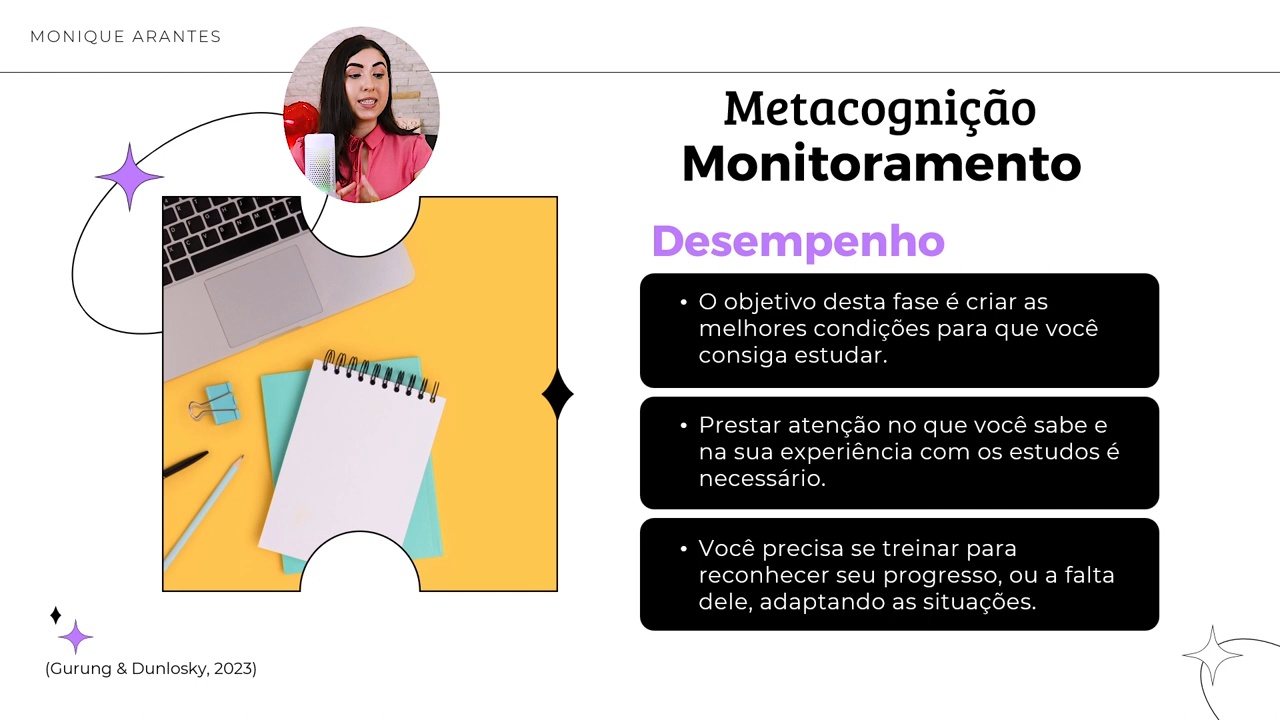 MONIQUE ARANTES
Metacognição
Monitoramento
Desempenho
• O objetivo desta fase é criar as
melhores condições para que você
consiga estudar.
• Prestar atenção no que você sabe e
na sua experiência com os estudos é
necessário.
• Você precisa se treinar para
reconhecer seu progresso, ou a falta
dele, adaptando as situações.
(Gurung & Dunlosky, 2023)